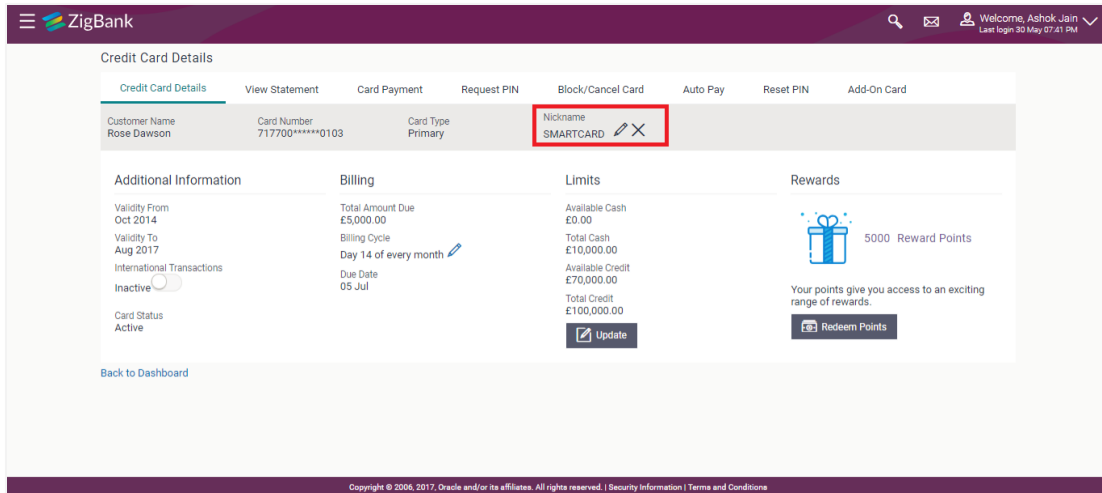 ZigBank
Welcome, Ashok Jain
Last login 30 May 07:41 PM
Credit Card Details
Credit Card Details View Statement Card Payment Request PIN Block/Cancel Card Auto Pay Reset PIN Add-On Card
Customer Name Card Number Card Type Nickname
Rose Dawson 717700******0103 Primary SMARTCARD
Additional Information
Validity From
Oct 2014
Validity To
Aug 2017
International Transactions
Inactive
Card Status
Active
Billing
Total Amount Due
£5,000.00
Billing Cycle
Day 14 of every month
Due Date
05 Jul
Limits
Available Cash
£0.00
Total Cash
£10,000.00
Available Credit
£70,000.00
Total Credit
£100,000.00
Update
Rewards
5000 Reward Points
Your points give you access to an exciting
range of rewards.
Redeem Points
Back to Dashboard
Copyright © 2006, 2017, Oracle and/or its affiliates. All rights reserved. | Security Information | Terms and Conditions